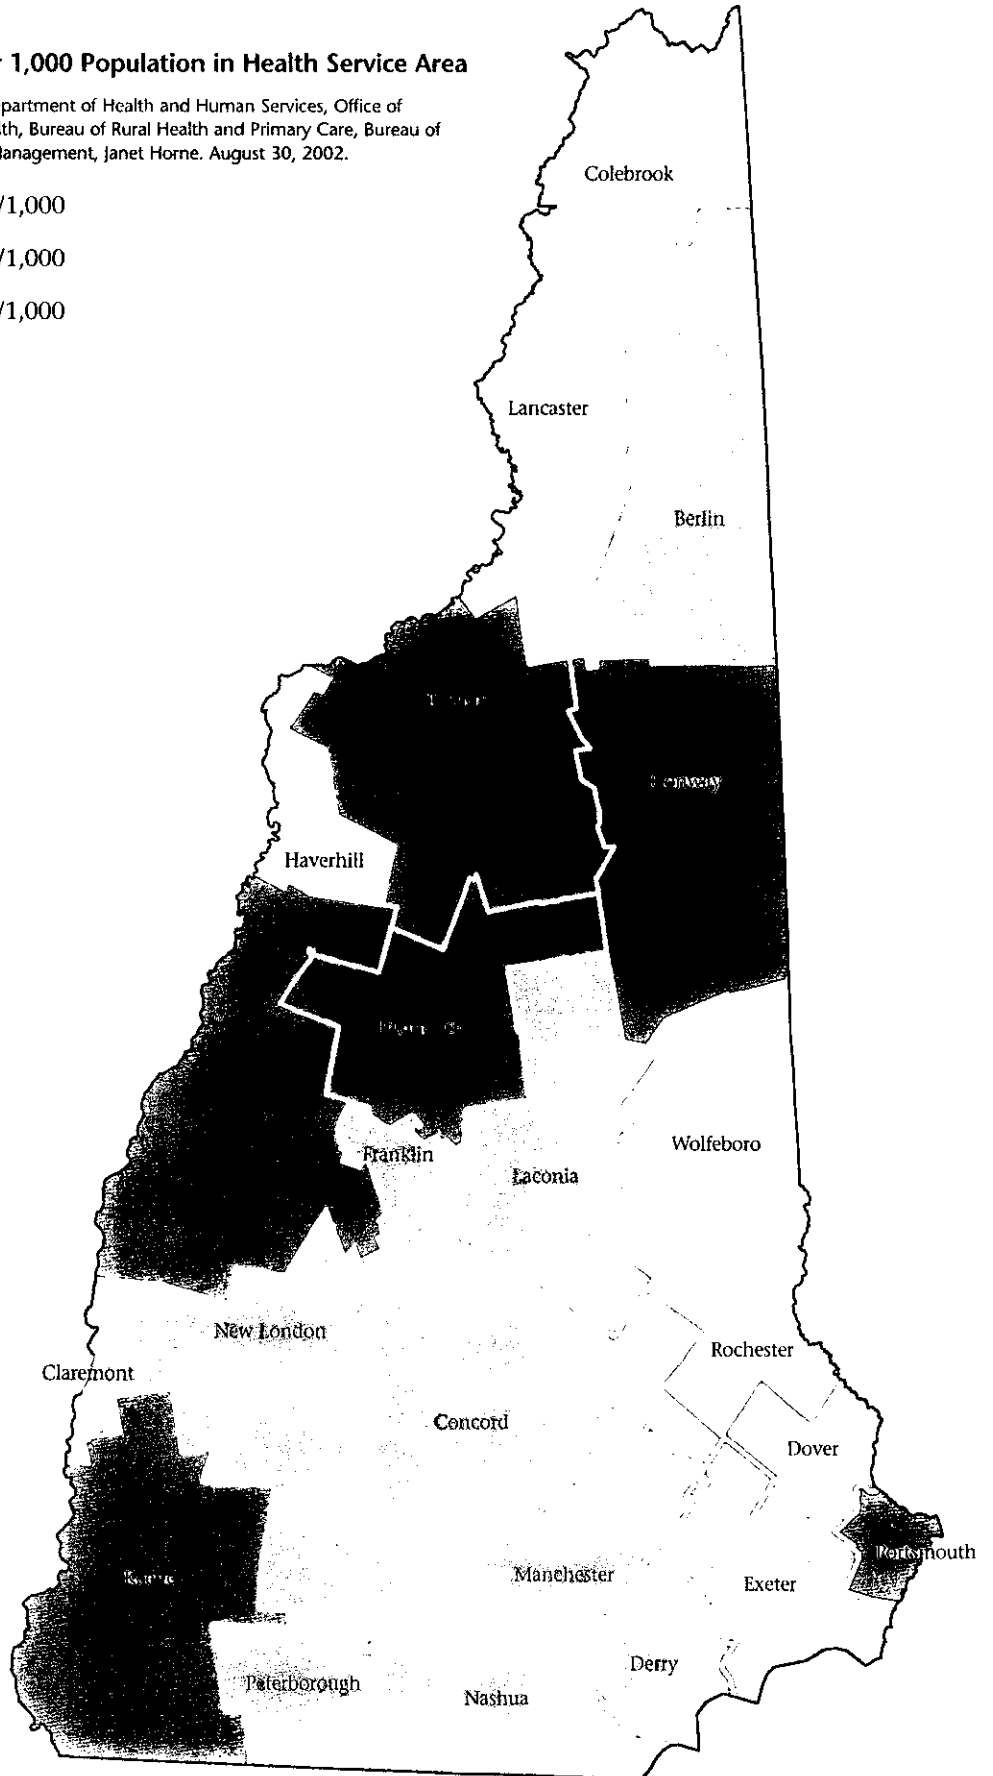 1,000 Population in Health Service Area
partment of Health and Human Services, Office of
th, Bureau of Rural Health and Primary Care, Bureau of
Management, Janet Horne. August 30, 2002.
/1,000
/1,000
/1,000
Colebrook
Lancaster
Berlin
Haverhill
Franklin
Laconia
Wolfeboro
New London
Claremont
Rochester
Concord
Dover
Portsmouth
Manchester
Exeter
Peterborough
Derry
Nashua